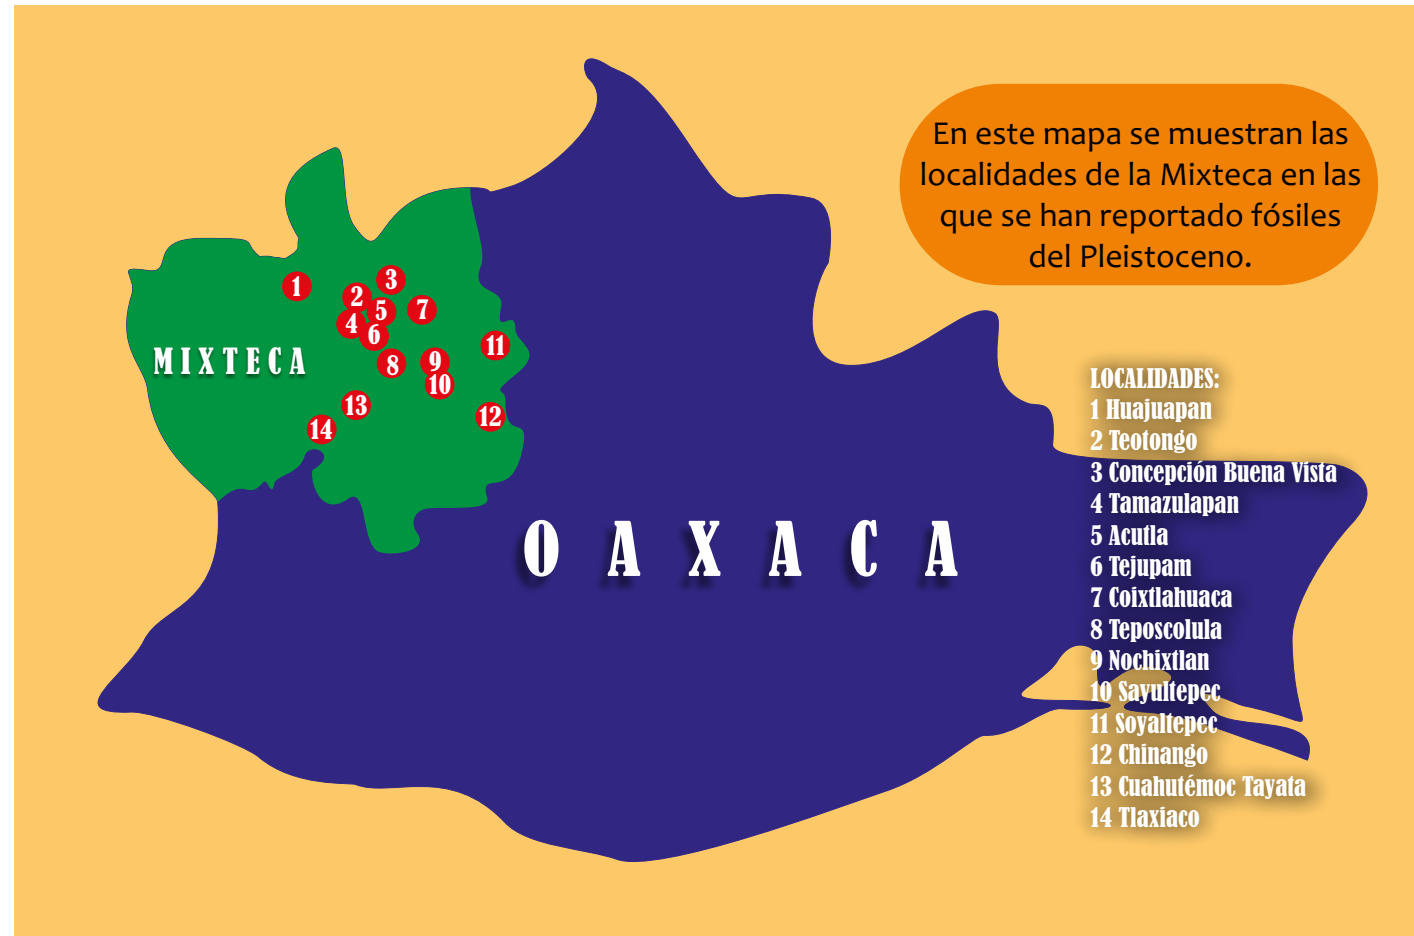 En este mapa se muestran las
localidades de la Mixteca en las
que se han reportado fósiles
del Pleistoceno.
1
2
3
4
5
6
7
8
9
10
11
12
13
14
MIXTECA
OAXACA
LOCALIDADES:
1 Huajuapan
2 Teotongo
3 Concepción Buena Vista
4 Tamazulapan
5 Acutla
6 Tejupam
7 Coixtlahuaca
8 Teposcolula
9 Nochixtlan
10 Sayultepec
11 Soyaltepec
12 Chinango
13 Cuahutémoc Tayata
14 Tlaxiaco